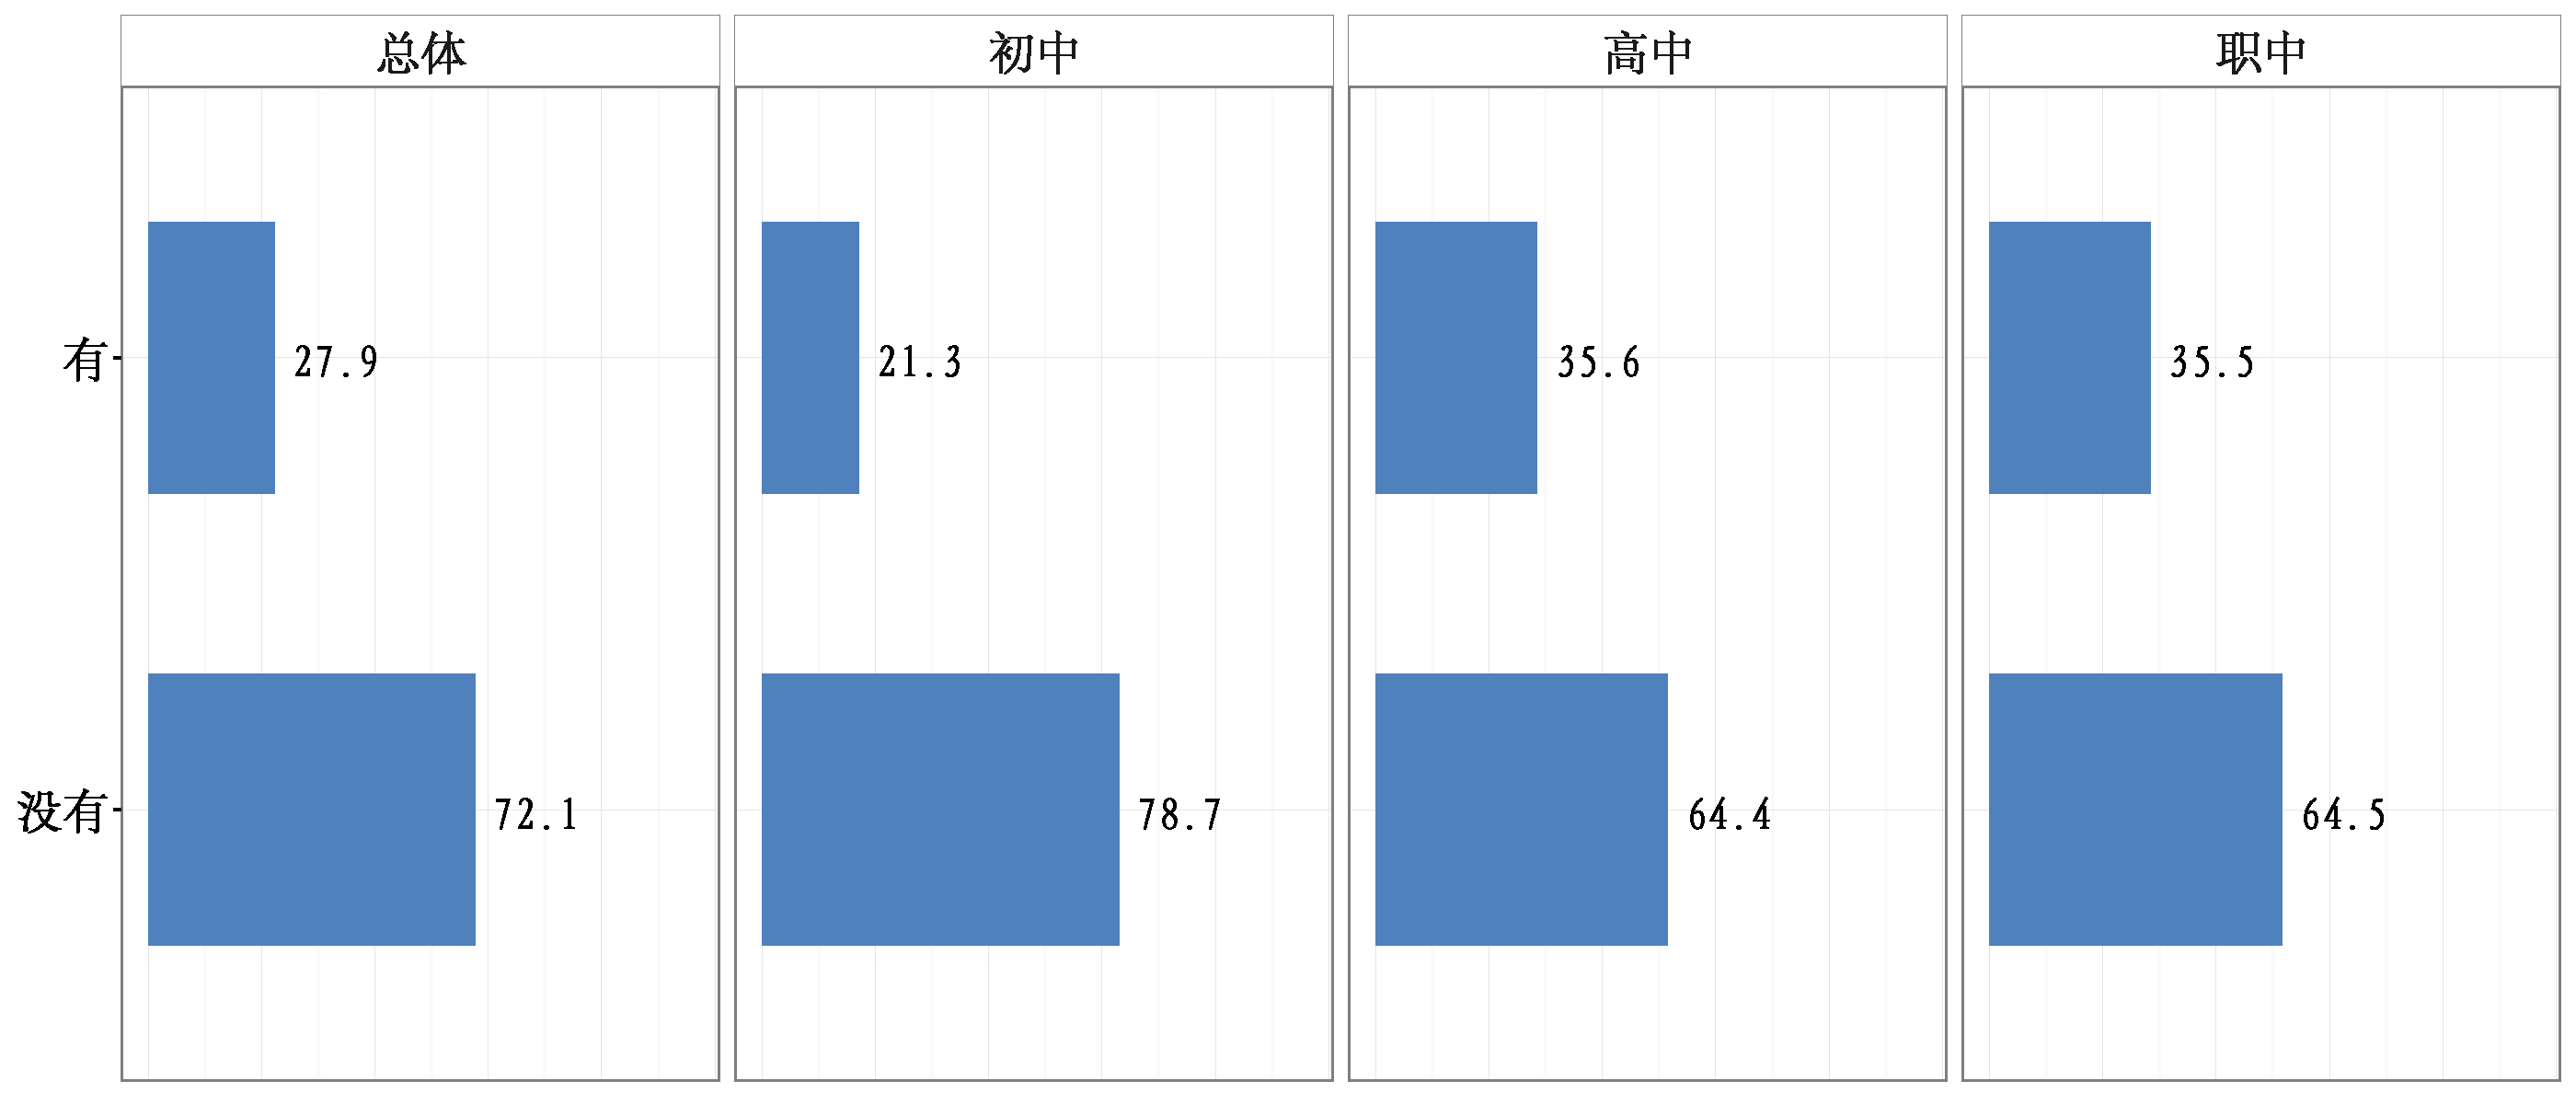 总体 初中 高中 职中
有 27.9 21.3 35.6 35.5
没有 72.1 78.7 64.4 64.5